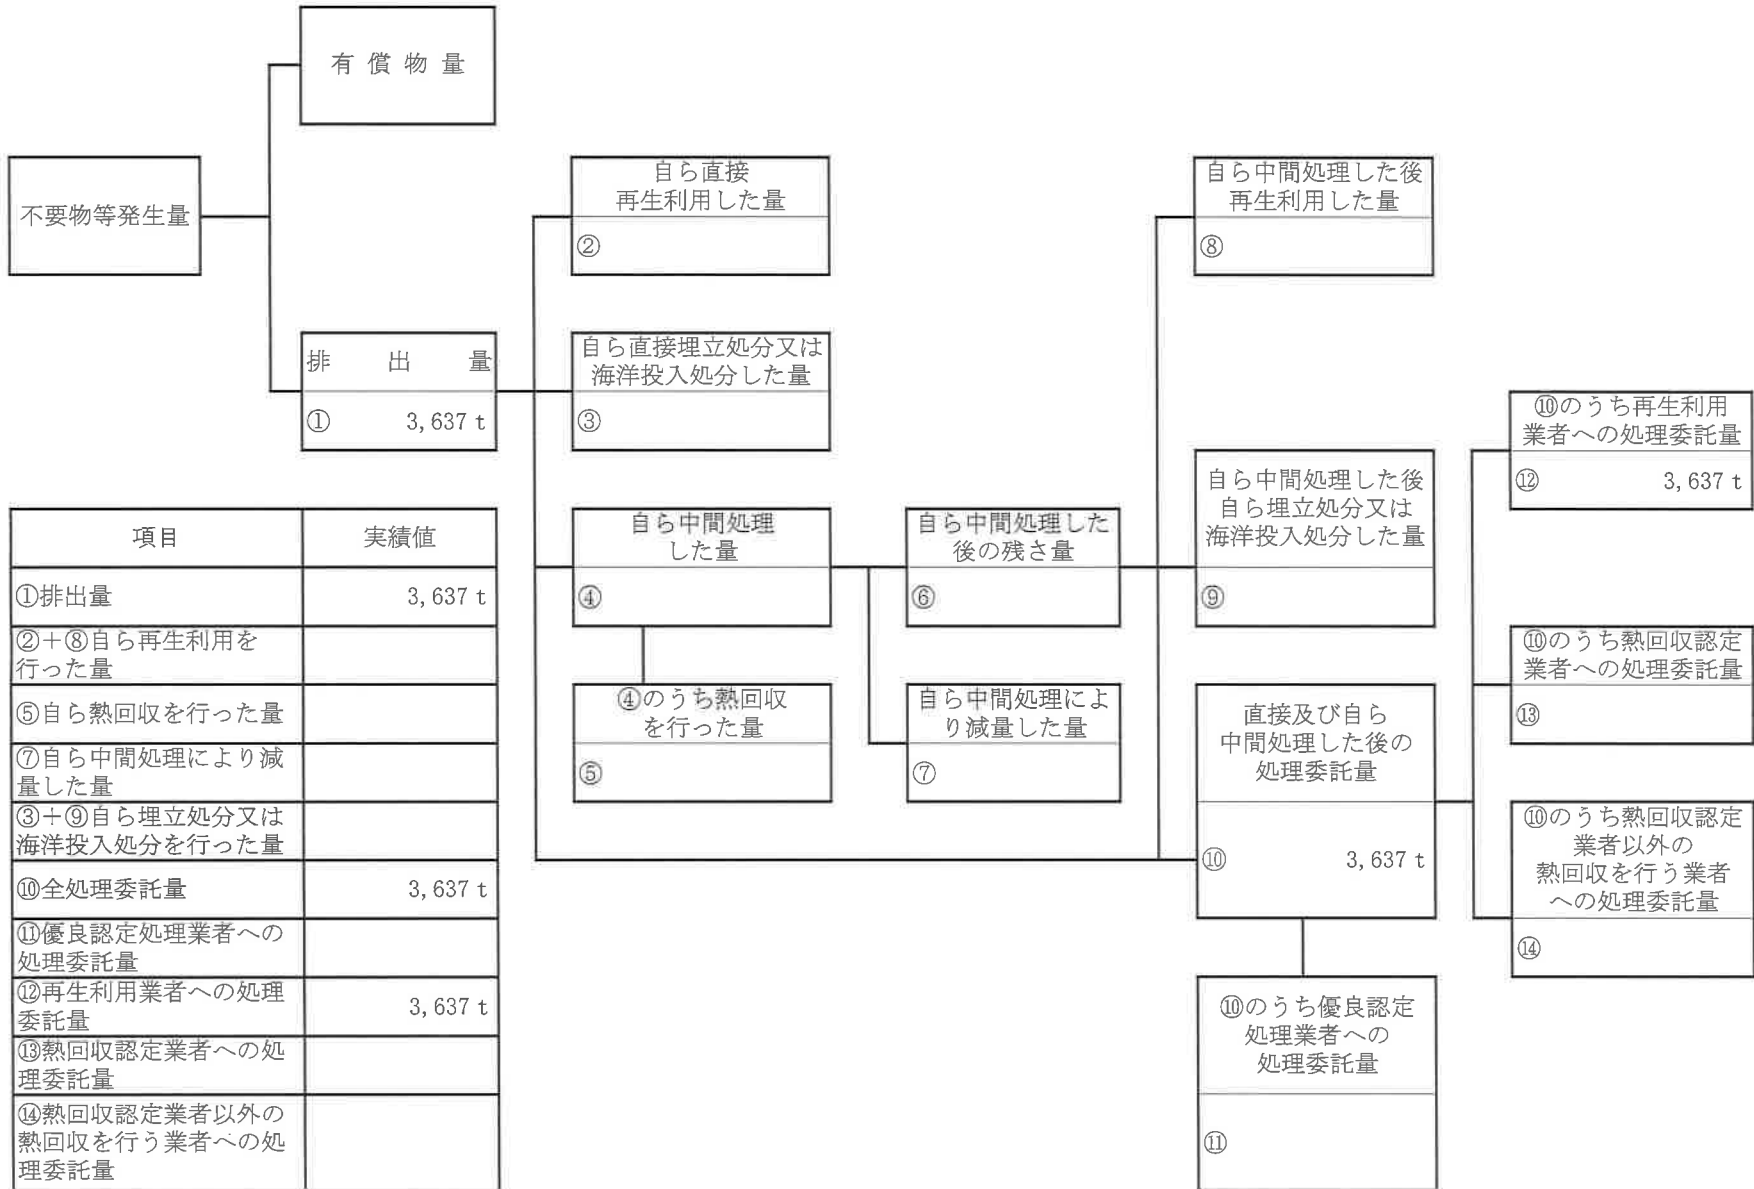 有償物量
不要物等発生量
自ら直接
再生利用した量
②
自ら中間処理した後
再生利用した量
⑧
排出量
① 3,637 t
自ら直接埋立処分又は
海洋投入処分した量
③
⑩のうち再生利用
業者への処理委託量
⑫ 3,637 t
自ら中間処理した後
自ら埋立処分又は
海洋投入処分した量
⑨
自ら中間処理
した量
④
自ら中間処理した
後の残さ量
⑥
⑩のうち熱回収認定
業者への処理委託量
⑬
④のうち熱回収
を行った量
⑤
自ら中間処理によ
り減量した量
⑦
直接及び自ら
中間処理した後の
処理委託量
⑩ 3,637 t
⑩のうち熱回収認定
業者以外の
熱回収を行う業者
への処理委託量
⑭
⑩のうち優良認定
処理業者への
処理委託量
⑪
項目 実績値
①排出量 3,637 t
②+⑧自ら再生利用を
行った量
⑤自ら熱回収を行った量
⑦自ら中間処理により減
量した量
③+⑨自ら埋立処分又は
海洋投入処分を行った量
⑩全処理委託量 3,637 t
⑪優良認定処理業者への
処理委託量
⑫再生利用業者への処理
委託量 3,637 t
⑬熱回収認定業者への処
理委託量
⑭熱回収認定業者以外の
熱回収を行う業者への処
理委託量